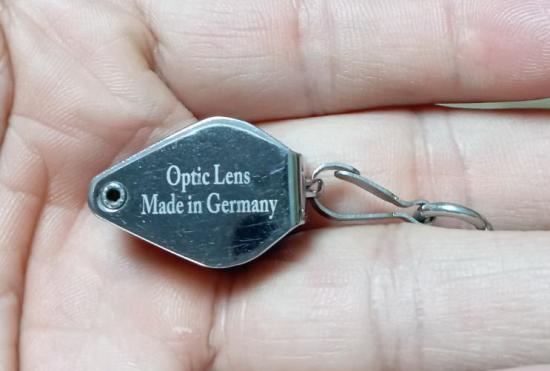 Optic Lens
Made in Germany